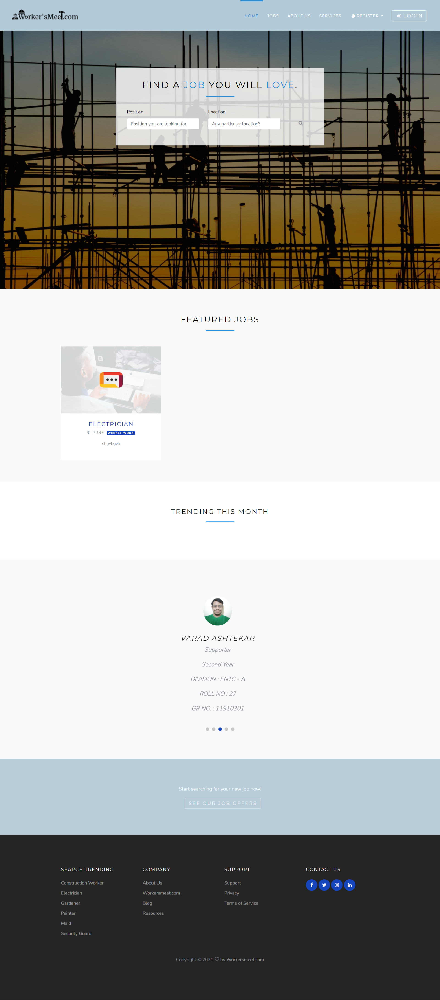 Worker'sMeeT.com
HOME JOBS ABOUT US SERVICES REGISTER LOGIN
FIND A JOB YOU WILL LOVE.
Position Location
Position you are looking for Any particular location?
FEATURED JOBS
ELECTRICIAN
PUNE WEEKLY WORK
chgvhgvh
TRENDING THIS MONTH
VARAD ASHTEKAR
Supporter
Second Year
DIVISION : ENTC - A
ROLL NO : 27
GR NO. : 11910301
Start searching for your new job now!
SEE OUR JOB OFFERS
SEARCH TRENDING COMPANY SUPPORT CONTACT US
Construction Worker About Us Support
Electrician Workersmeet.com Privacy
Gardener Blog Terms of Service
Painter Resources
Maid
Security Guard
Copyright © 2021 ♡ by Workersmeet.com